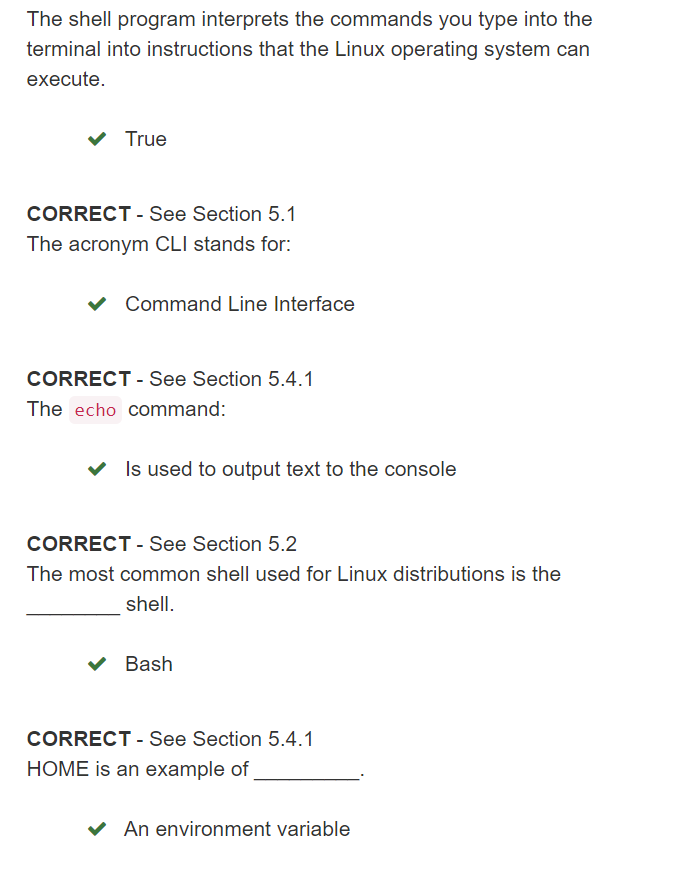 The shell program interprets the commands you type into the
terminal into instructions that the Linux operating system can
execute.
✔ True
CORRECT - See Section 5.1
The acronym CLI stands for:
✔ Command Line Interface
CORRECT - See Section 5.4.1
The echo command:
✔ Is used to output text to the console
CORRECT - See Section 5.2
The most common shell used for Linux distributions is the
________ shell.
✔ Bash
CORRECT - See Section 5.4.1
HOME is an example of _________.
✔ An environment variable